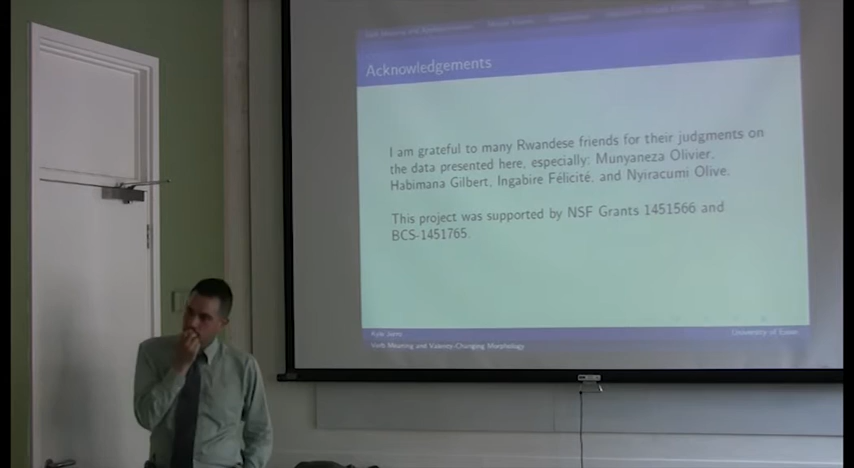 Acknowledgements
I am grateful to many Rwandese friends for their judgments on
the data presented here, especially: Munyaneza Olivier,
Habimana Gilbert, Ingabire Félicité, and Nyiracumi Olive.
This project was supported by NSF Grants 1451566 and
BCS-1451765.
University of Essex
Verb Meaning and Valency-Changing Morphology